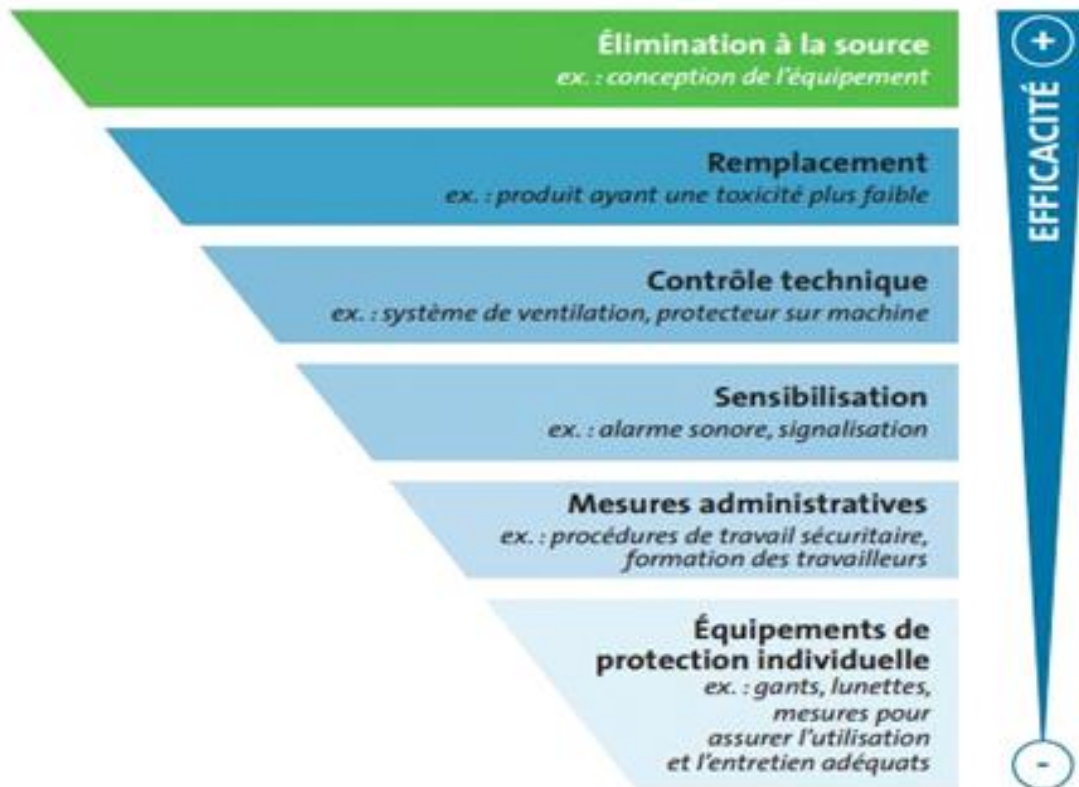 Élimination à la source
ex. : conception de l'équipement
Remplacement
ex. : produit ayant une toxicité plus faible
Contrôle technique
ex. : système de ventilation, protecteur sur machine
Sensibilisation
ex. : alarme sonore, signalisation
Mesures administratives
ex. : procédures de travail sécuritaire,
formation des travailleurs
Équipements de
protection individuelle
ex. : gants, lunettes,
mesures pour
assurer l'utilisation
et l'entretien adéquats
+
EFFICACITÉ
-